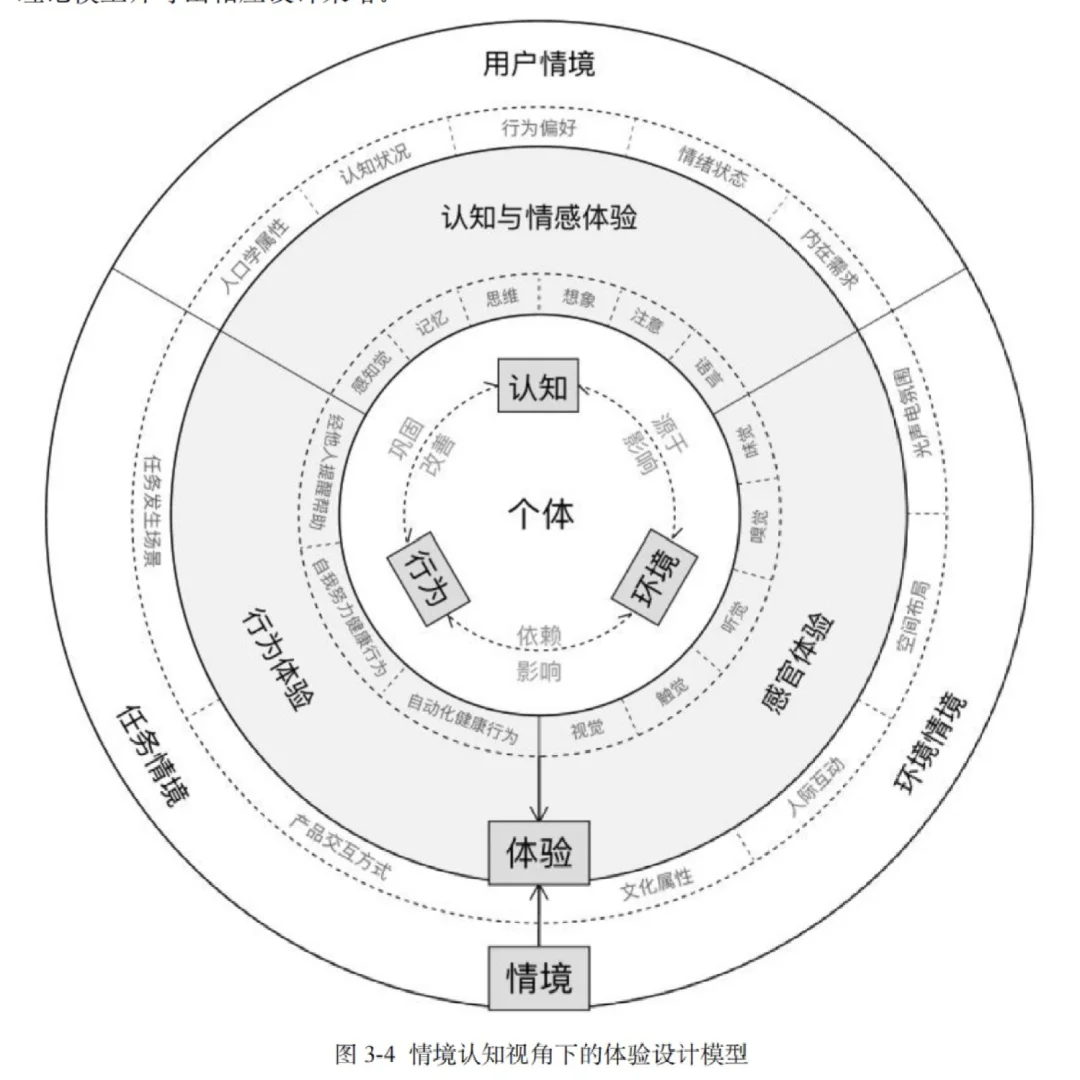 用户情境
行为偏好
认知状况
情绪状态
人口学属性
内在需求
认知与情感体验
思维
想象
记忆
注意
感知觉
语言
认知
巩固
改善
源于
影响
个体
行为
环境
依赖
影响
经他人提醒帮助
自我努力健康行为
自动化健康行为
味觉
嗅觉
听觉
触觉
视觉
光声电氛围
任务发生场景
空间布局
行为体验
感官体验
任务情境
环境情境
人际互动
产品交互方式
文化属性
体验
情境
图 3-4 情境认知视角下的体验设计模型